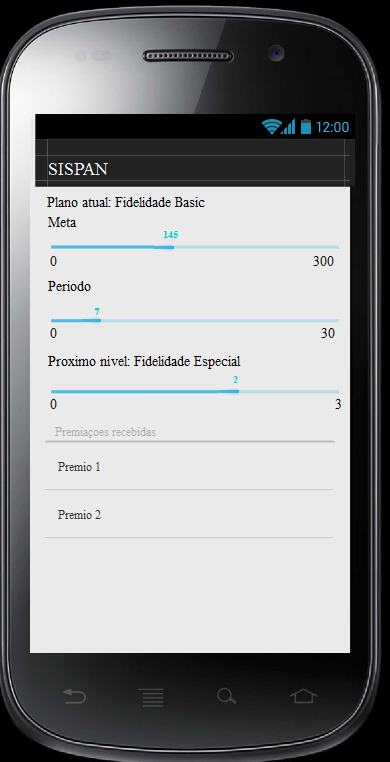 12:00
SISPAN
Plano atual: Fidelidade Basic
Meta
145
0 300
Periodo
7
0 30
Proximo nivel: Fidelidade Especial
2
0 3
Premiaçoes recebidas
Premio 1
Premio 2